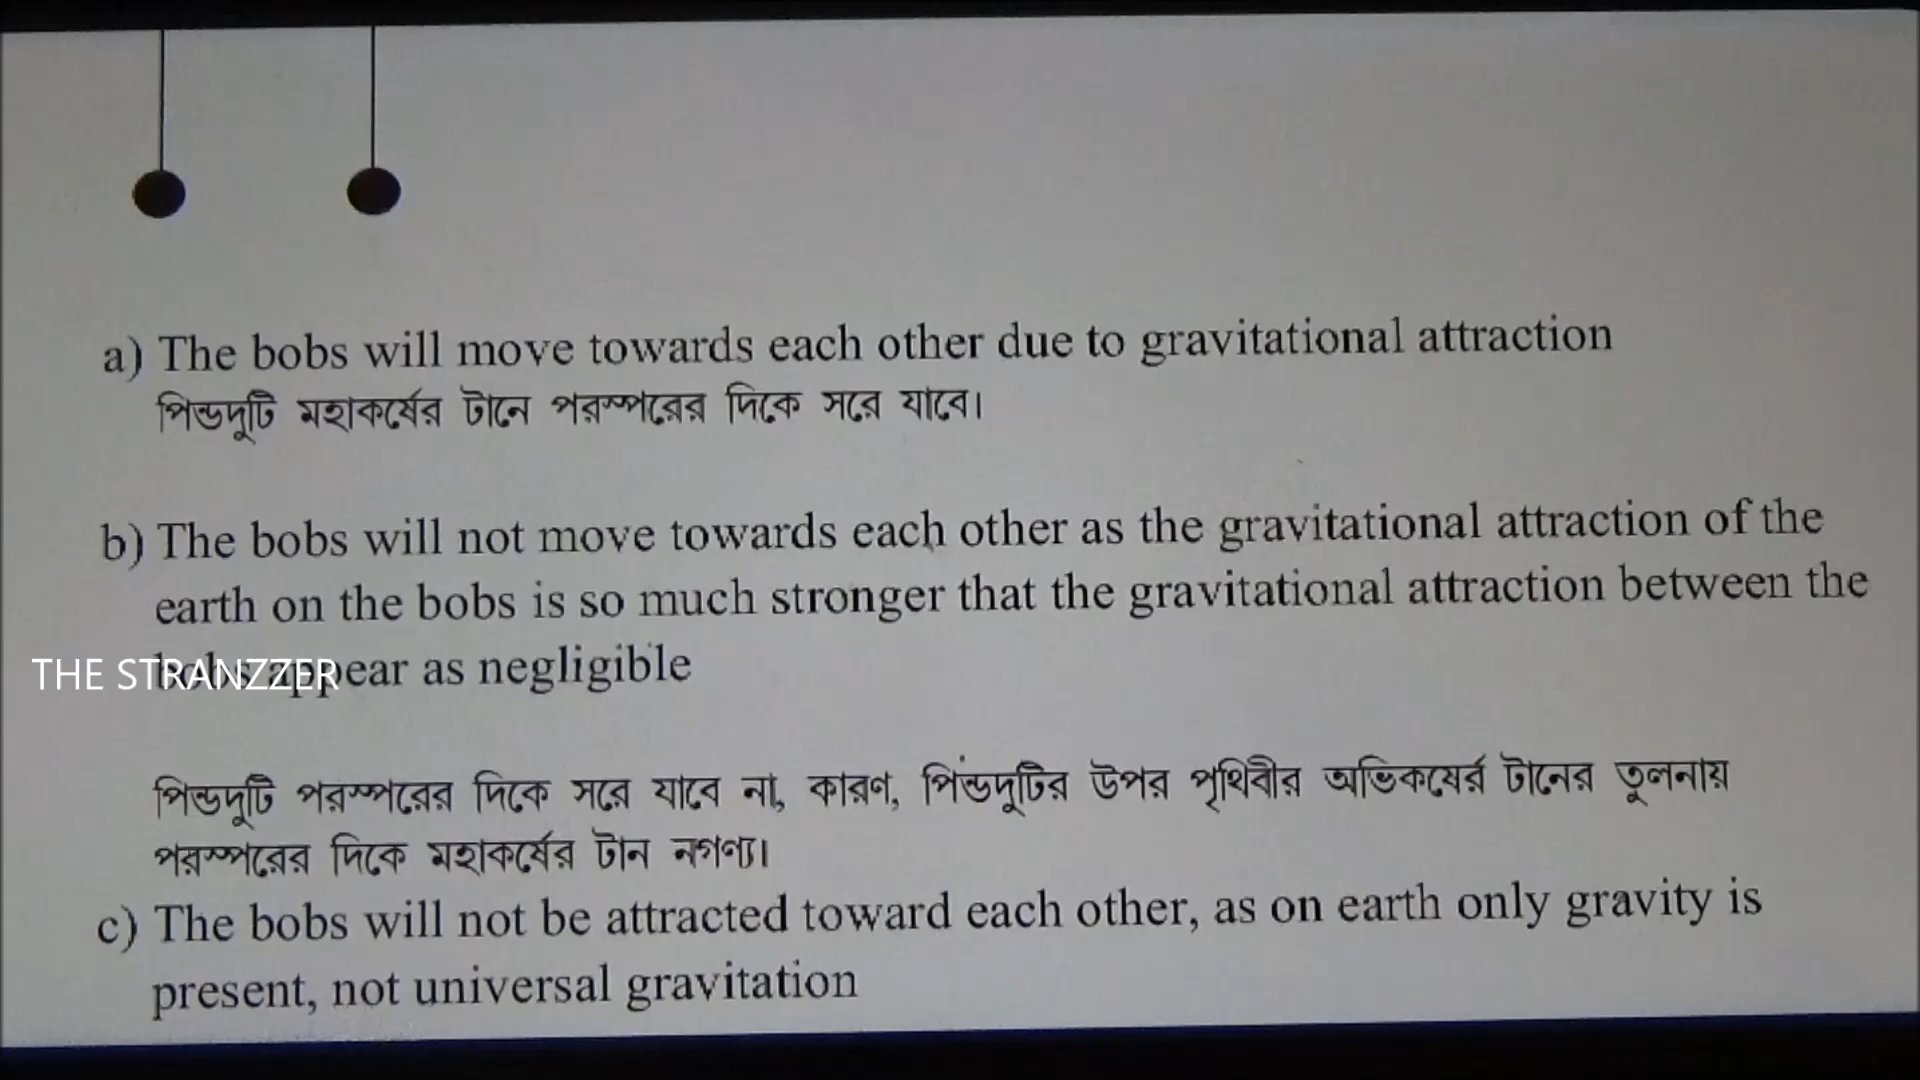 a) The bobs will move towards each other due to gravitational attraction
পিন্ডদুটি মহাকর্ষের টানে পরস্পরের দিকে সরে যাবে।
b) The bobs will not move towards each other as the gravitational attraction of the
earth on the bobs is so much stronger that the gravitational attraction between the
bobs appear as negligible
THE STRANZZER
পিন্ডদুটি পরস্পরের দিকে সরে যাবে না, কারণ, পিন্ডদুটির উপর পৃথিবীর অভিকষের্র টানের তুলনায়
পরস্পরের দিকে মহাকর্ষের টান নগণ্য।
c) The bobs will not be attracted toward each other, as on earth only gravity is
present, not universal gravitation